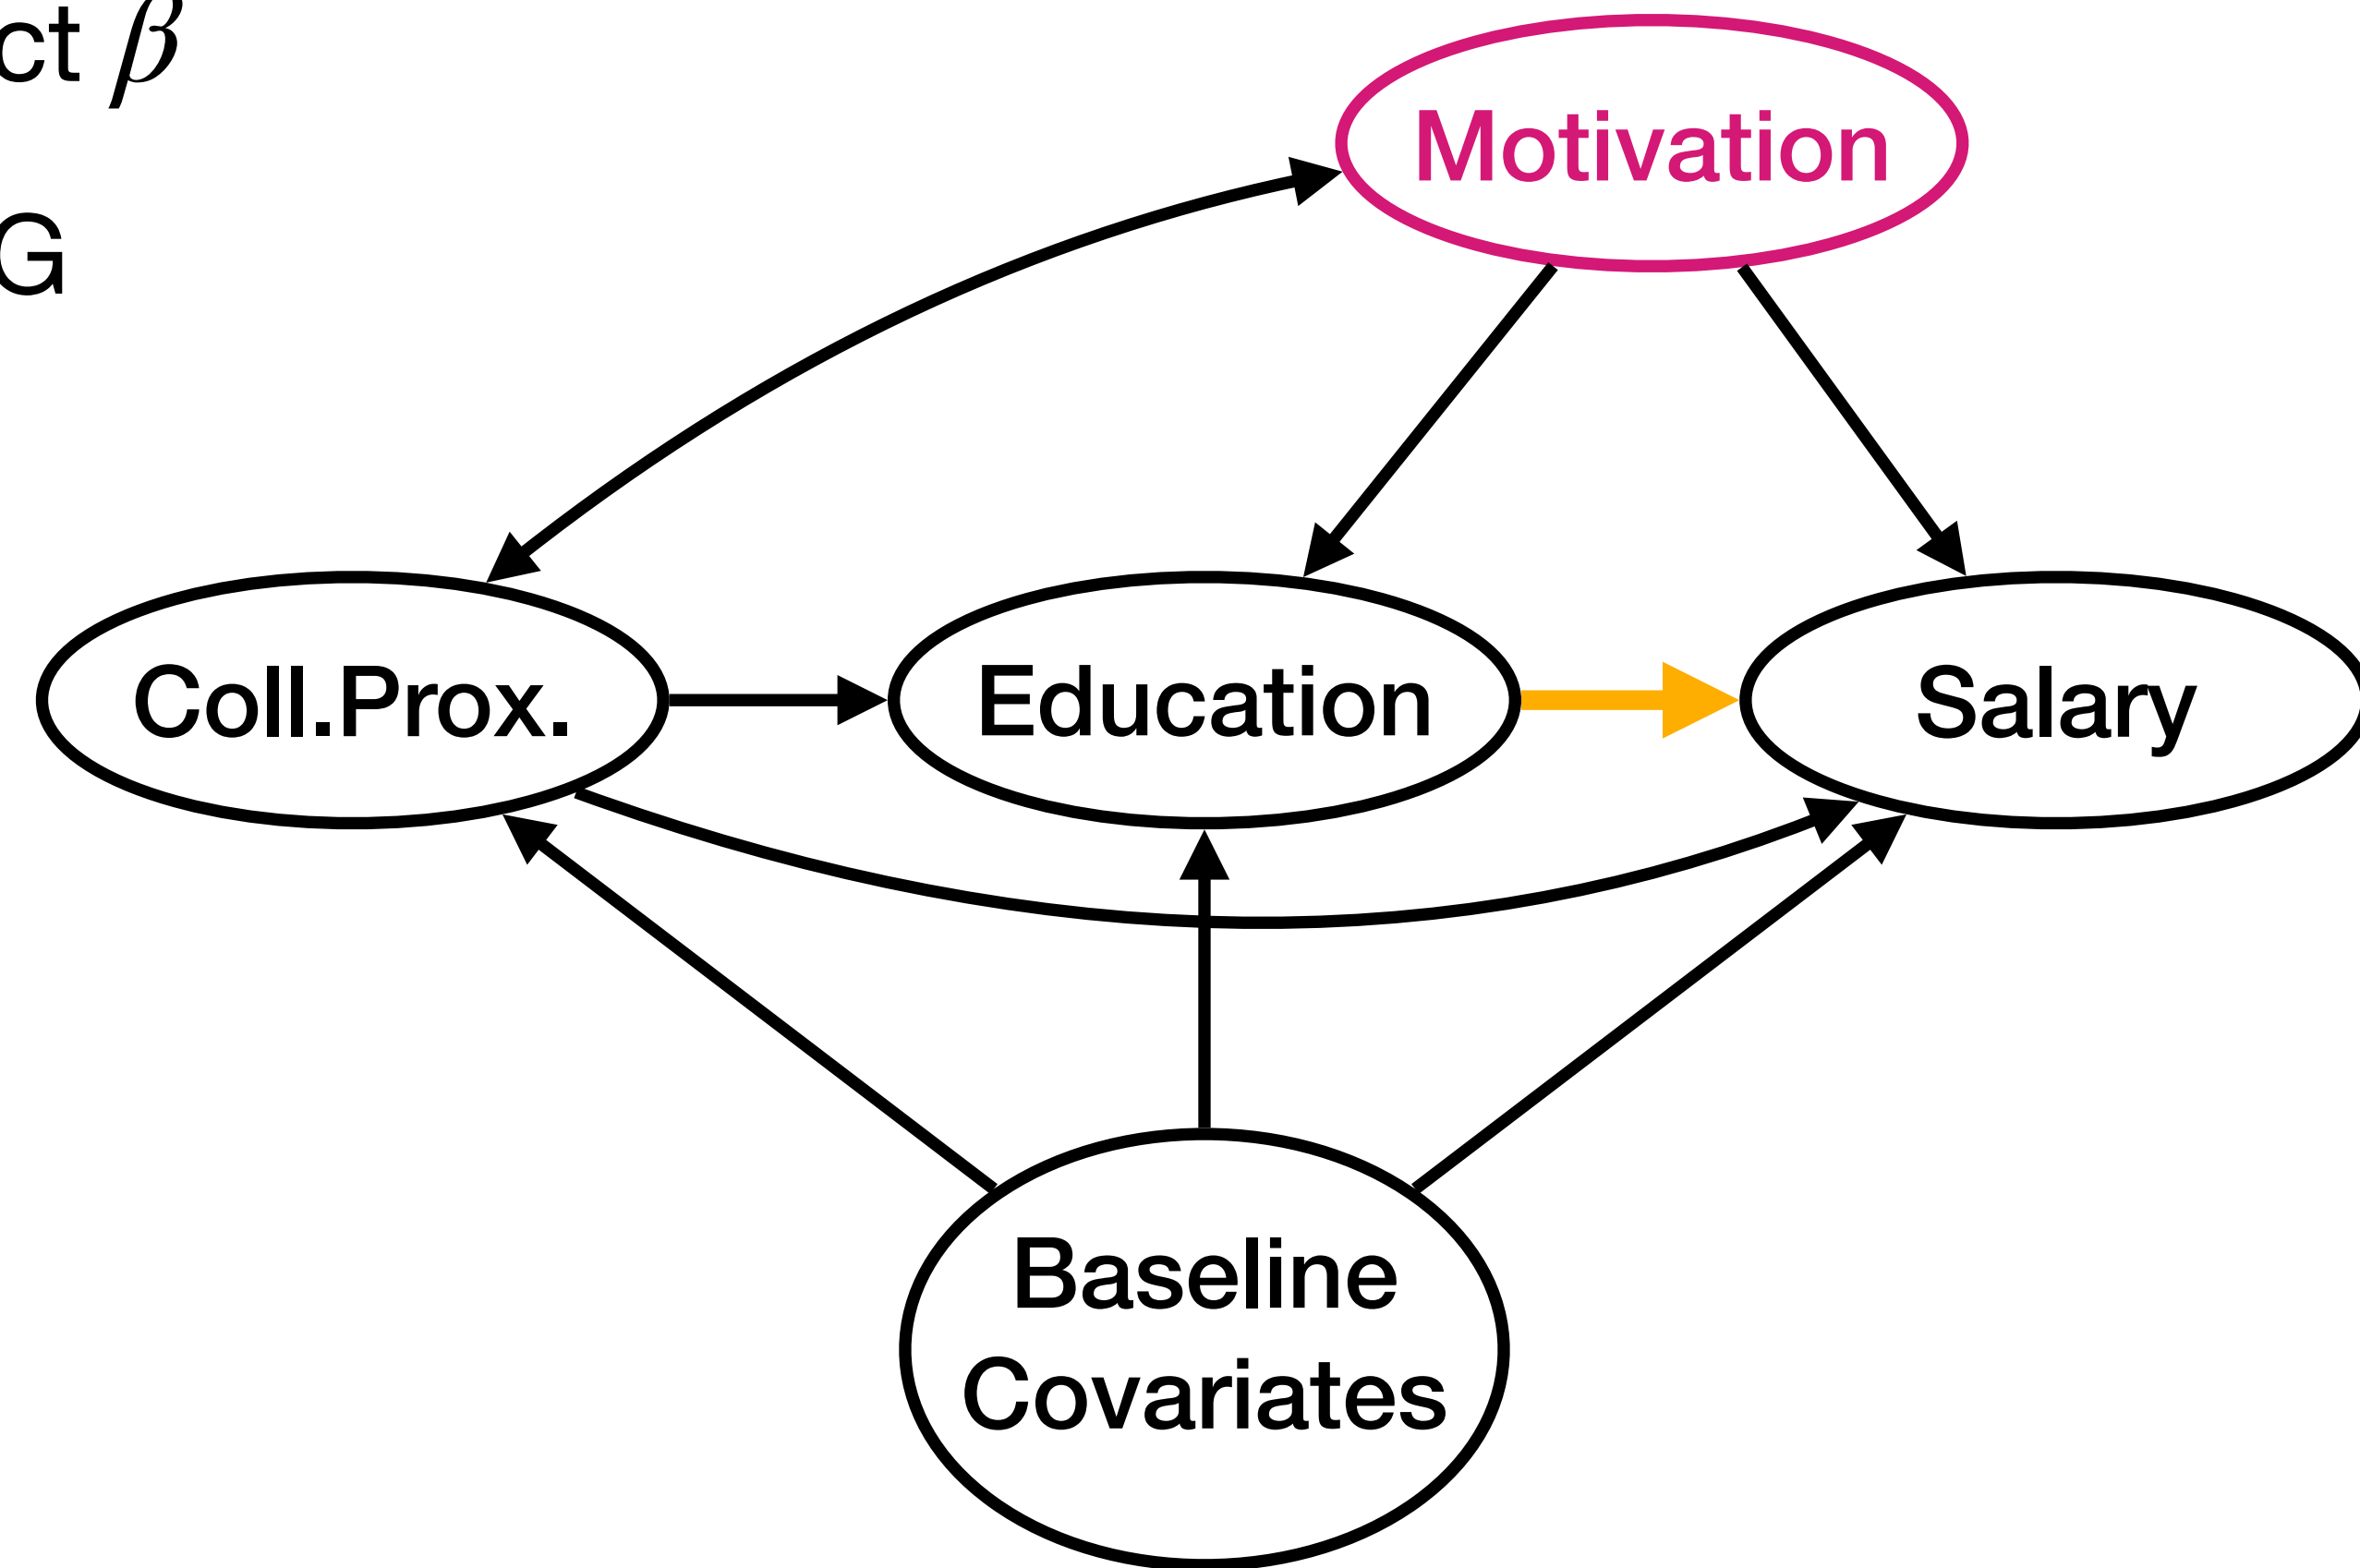 ct β
G
Motivation
Coll.Prox.
Education
Salary
Baseline
Covariates